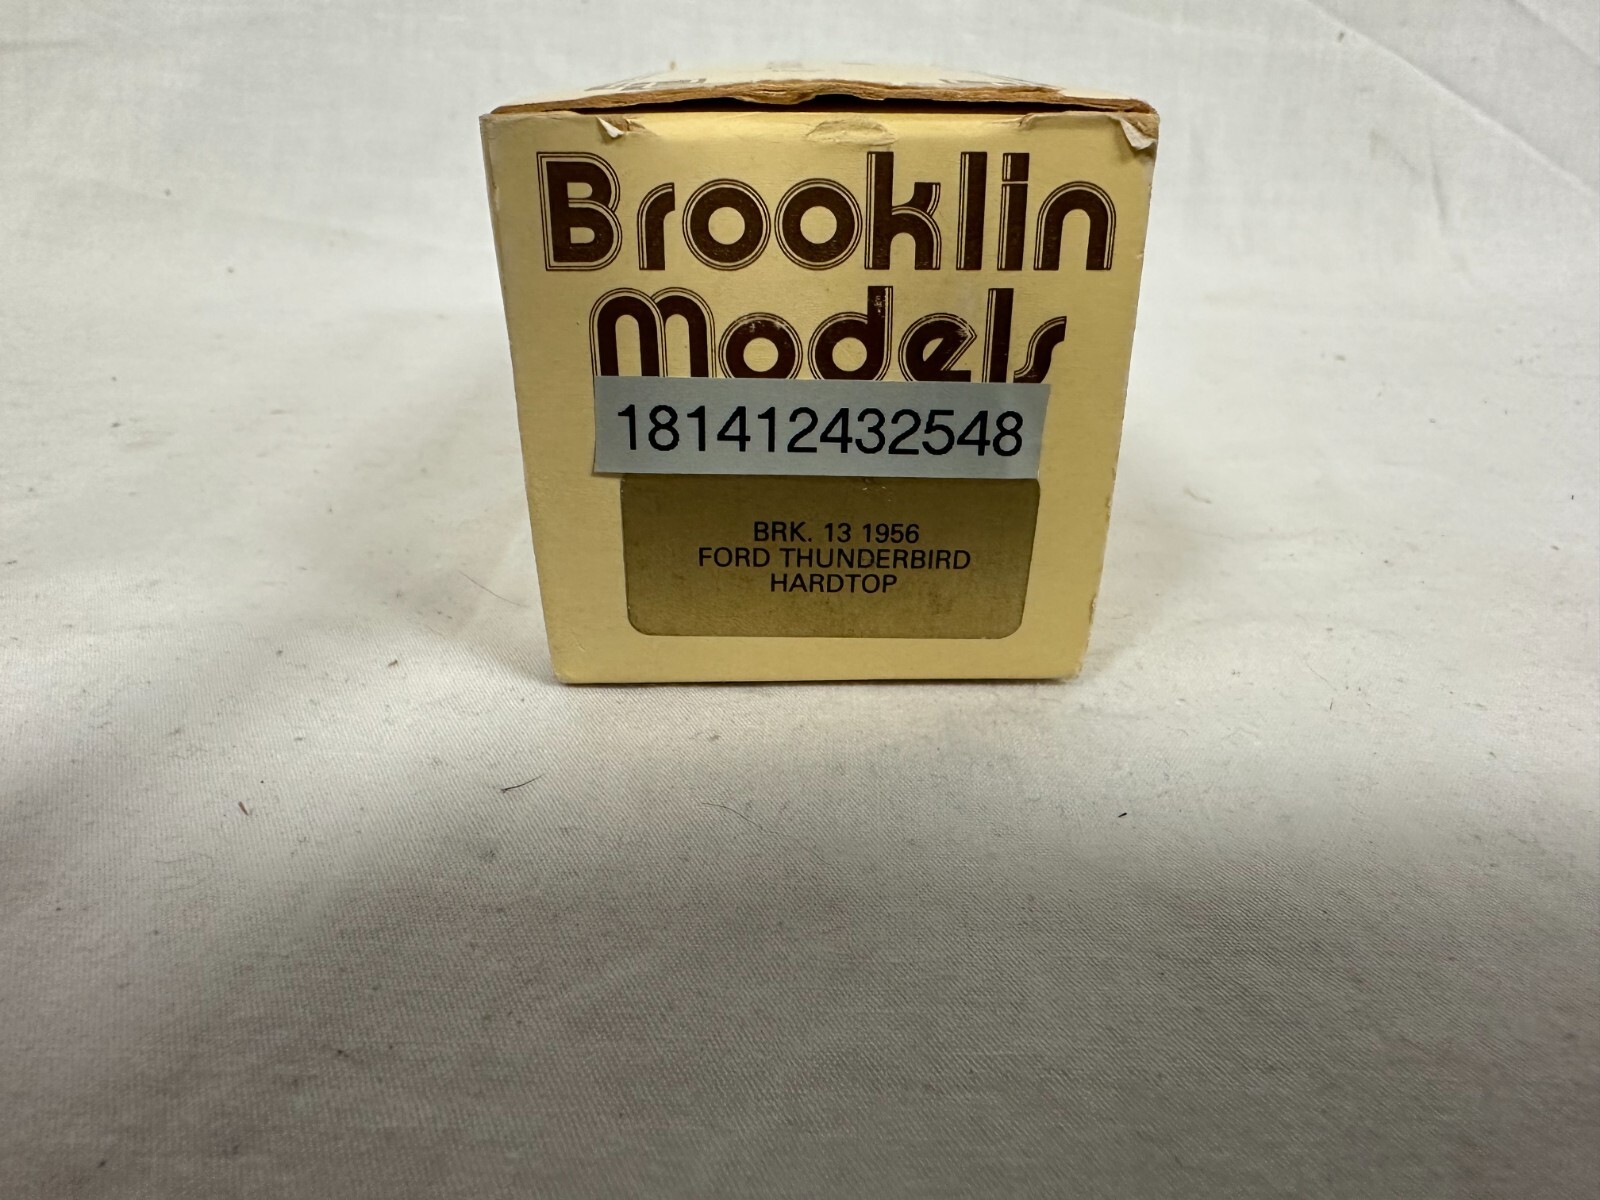 Brooklin
Models
181412432548
BRK. 13 1956
FORD THUNDERBIRD
HARDTOP